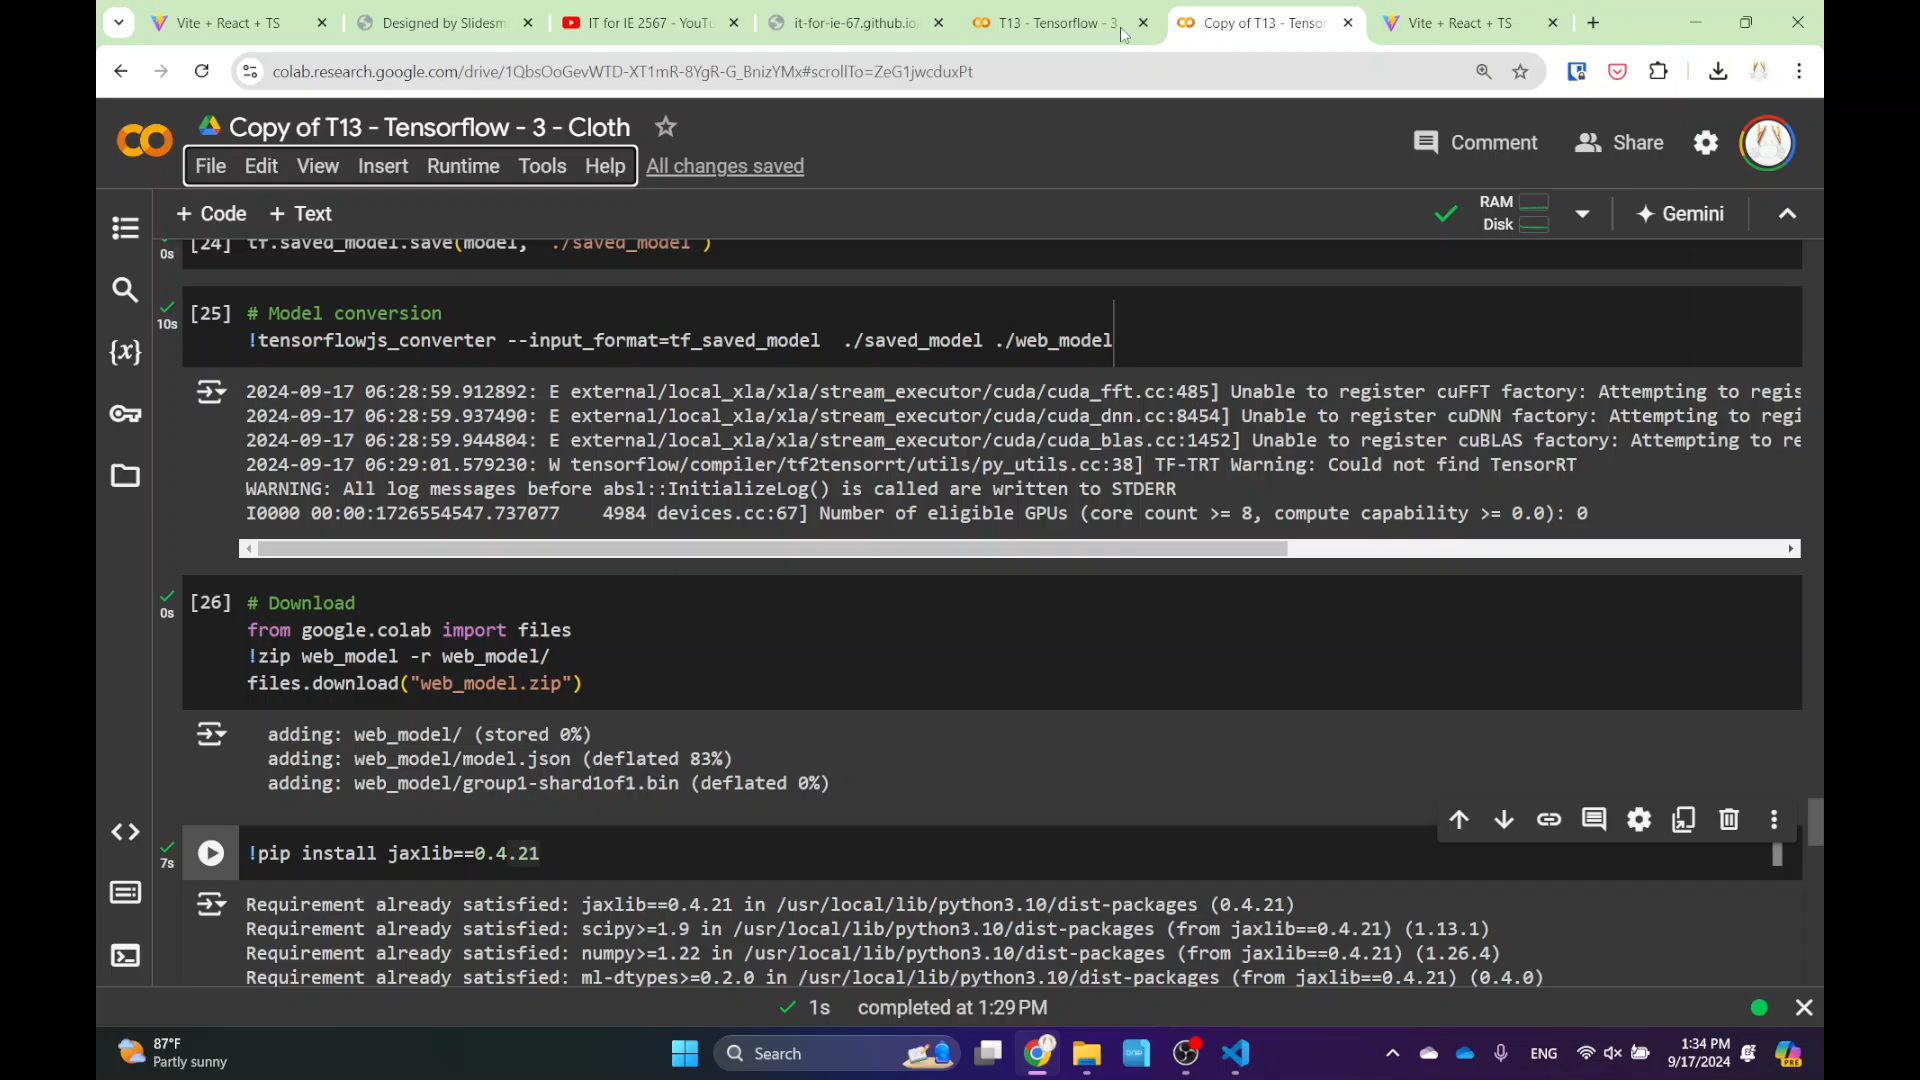 Vite + React + TS
Designed by Slidesm
IT for IE 2567 - YouTu
it-for-ie-67.github.io/
T13 - Tensorflow - 3
Copy of T13 - Tensor
Vite + React + TS
colab.research.google.com/drive/1QbsOoGevWTD-XT1mR-8YgR-G_BnizYMx#scrollTo=ZeG1jwcduxPt
Copy of T13 - Tensorflow - 3 - Cloth
Comment
Share
File Edit View Insert Runtime Tools Help All changes saved
+ Code + Text
RAM
Disk
Gemini
0s
[24] tf.saved_model.save(model, './saved_model')
10s
[25] # Model conversion
!tensorflowjs_converter --input_format=tf_saved_model ./saved_model ./web_model
2024-09-17 06:28:59.912892: E external/local_xla/xla/stream_executor/cuda/cuda_fft.cc:485] Unable to register cuFFT factory: Attempting to regis
2024-09-17 06:28:59.937490: E external/local_xla/xla/stream_executor/cuda/cuda_dnn.cc:8454] Unable to register cuDNN factory: Attempting to regi
2024-09-17 06:28:59.944804: E external/local_xla/xla/stream_executor/cuda/cuda_blas.cc:1452] Unable to register cuBLAS factory: Attempting to re
2024-09-17 06:29:01.579230: W tensorflow/compiler/tf2tensorrt/utils/py_utils.cc:38] TF-TRT Warning: Could not find TensorRT
WARNING: All log messages before absl::InitializeLog() is called are written to STDERR
I0000 00:00:1726554547.737077 4984 devices.cc:67] Number of eligible GPUs (core count >= 8, compute capability >= 0.0): 0
0s
[26] # Download
from google.colab import files
!zip web_model -r web_model/
files.download("web_model.zip")
adding: web_model/ (stored 0%)
adding: web_model/model.json (deflated 83%)
adding: web_model/group1-shard1of1.bin (deflated 0%)
7s
!pip install jaxlib==0.4.21
Requirement already satisfied: jaxlib==0.4.21 in /usr/local/lib/python3.10/dist-packages (0.4.21)
Requirement already satisfied: scipy>=1.9 in /usr/local/lib/python3.10/dist-packages (from jaxlib==0.4.21) (1.13.1)
Requirement already satisfied: numpy>=1.22 in /usr/local/lib/python3.10/dist-packages (from jaxlib==0.4.21) (1.26.4)
Requirement already satisfied: ml-dtypes>=0.2.0 in /usr/local/lib/python3.10/dist-packages (from jaxlib==0.4.21) (0.4.0)
1s completed at 1:29 PM
87°F
Partly sunny
Search
ENG
1:34 PM
9/17/2024